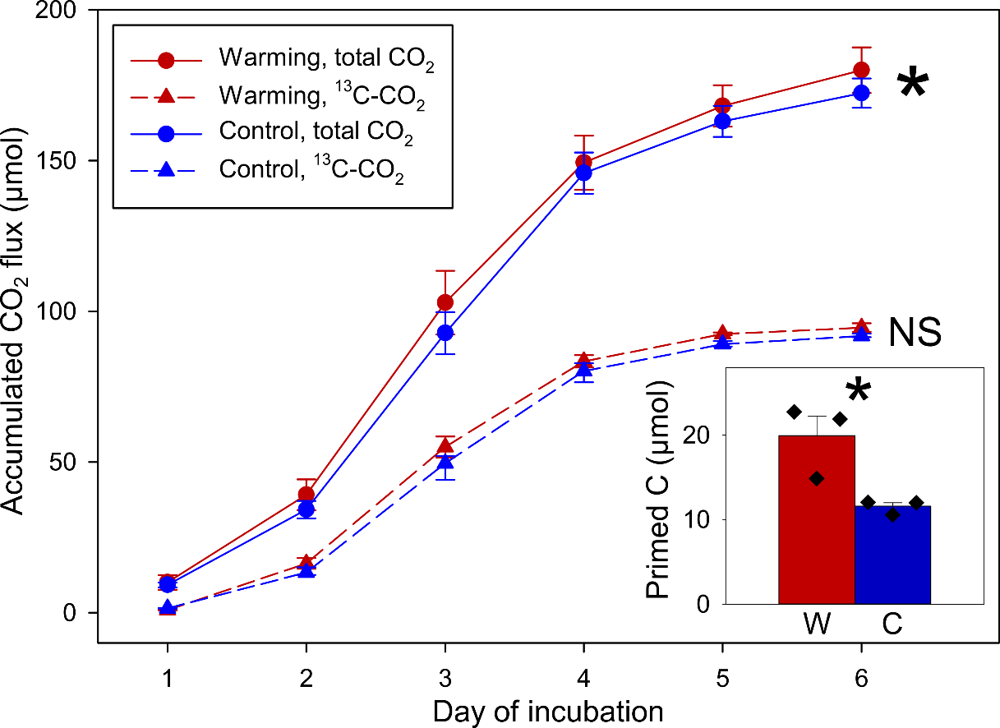 200
150
100
50
0
Accumulated CO₂ flux (μmol)
Warming, total CO₂
Warming, ¹³C-CO₂
Control, total CO₂
Control, ¹³C-CO₂
*
NS
*
Primed C (μmol)
20
10
0
W C
1 2 3 4 5 6
Day of incubation